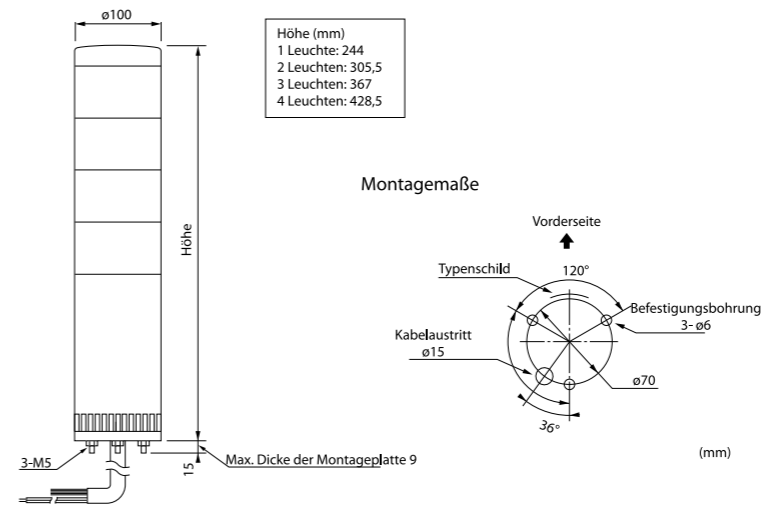 ø100
Höhe (mm)
1 Leuchte: 244
2 Leuchten: 305,5
3 Leuchten: 367
4 Leuchten: 428,5
Höhe
3-M5
15
Max. Dicke der Montageplatte 9
Montagemaße
Vorderseite
Typenschild
120°
Befestigungsbohrung
3- ø6
Kabelaustritt
ø15
ø70
36°
(mm)